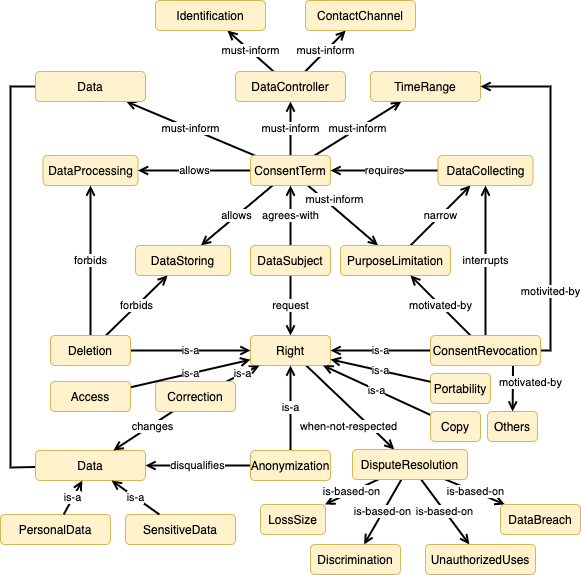 Identification
ContactChannel
must-inform
must-inform
Data
DataController
TimeRange
must-inform
must-inform
must-inform
DataProcessing
allows
ConsentTerm
requires
DataCollecting
must-inform
allows
agrees-with
narrow
forbids
DataStoring
DataSubject
PurposeLimitation
interrupts
motivited-by
forbids
request
motivated-by
Deletion
is-a
Right
is-a
ConsentRevocation
is-a
is-a
is-a
motivated-by
Access
Correction
is-a
is-a
Portability
changes
when-not-respected
Copy
Others
Data
disqualifies
Anonymization
DisputeResolution
is-a
is-a
is-based-on
is-based-on
PersonalData
SensitiveData
LossSize
is-based-on
is-based-on
DataBreach
Discrimination
UnauthorizedUses